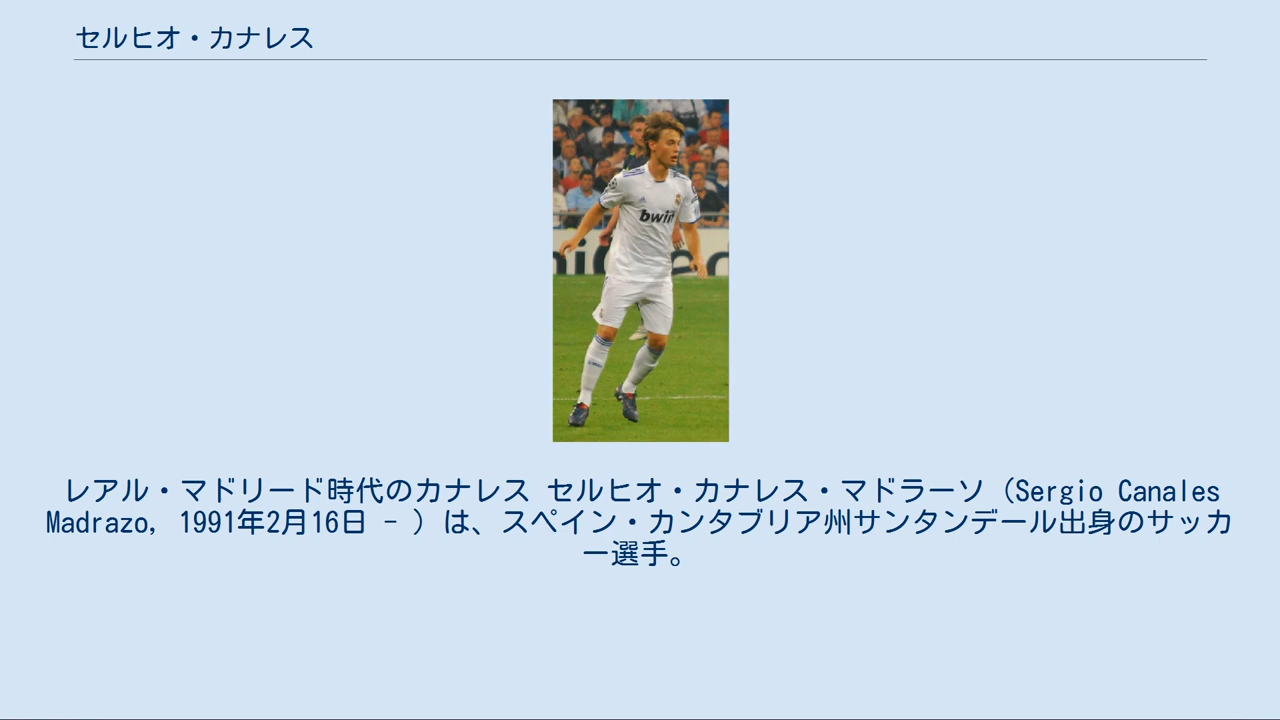 セルヒオ・カナレス
bwin
レアル・マドリード時代のカナレス セルヒオ・カナレス・マドラーソ（Sergio Canales
Madrazo, 1991年2月16日 - ）は、スペイン・カンタブリア州サンタンデール出身のサッカ
ー選手。